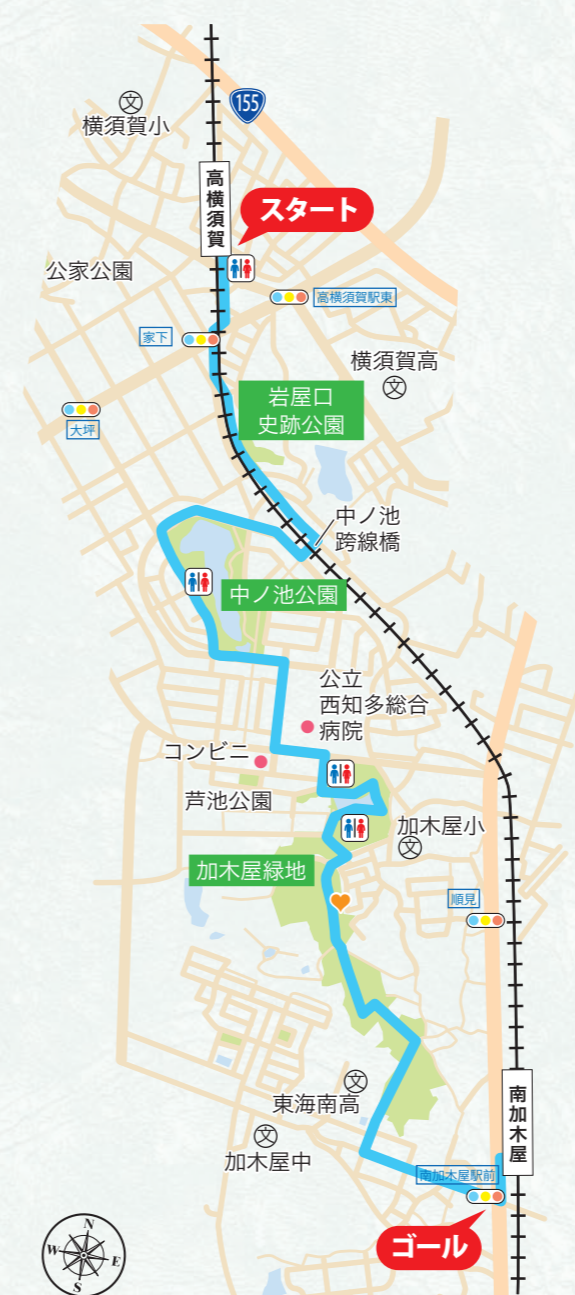 155
横須賀小
高横須賀
スタート
公家公園
高横須賀駅東
家下
横須賀高
岩屋口
史跡公園
大坪
中ノ池
跨線橋
中ノ池公園
公立
西知多総合
病院
コンビニ
芦池公園
加木屋小
加木屋緑地
順見
南加木屋
東海南高
加木屋中
南加木屋駅前
ゴール
N
W
E
S
文
文
文
文
文